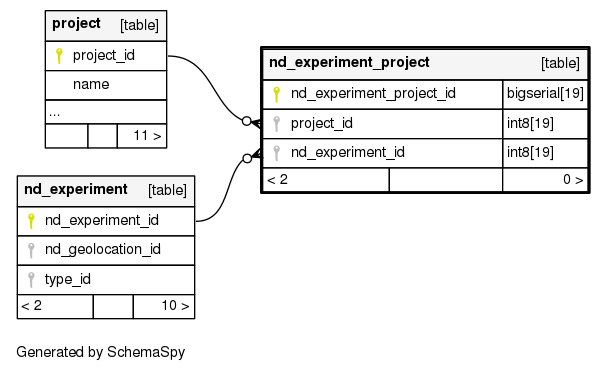 project [table]
project_id
name
...
11 >
nd_experiment_project [table]
nd_experiment_project_id bigserial[19]
project_id int8[19]
nd_experiment_id int8[19]
< 2 0 >
nd_experiment [table]
nd_experiment_id
nd_geolocation_id
type_id
< 2 10 >
Generated by SchemaSpy